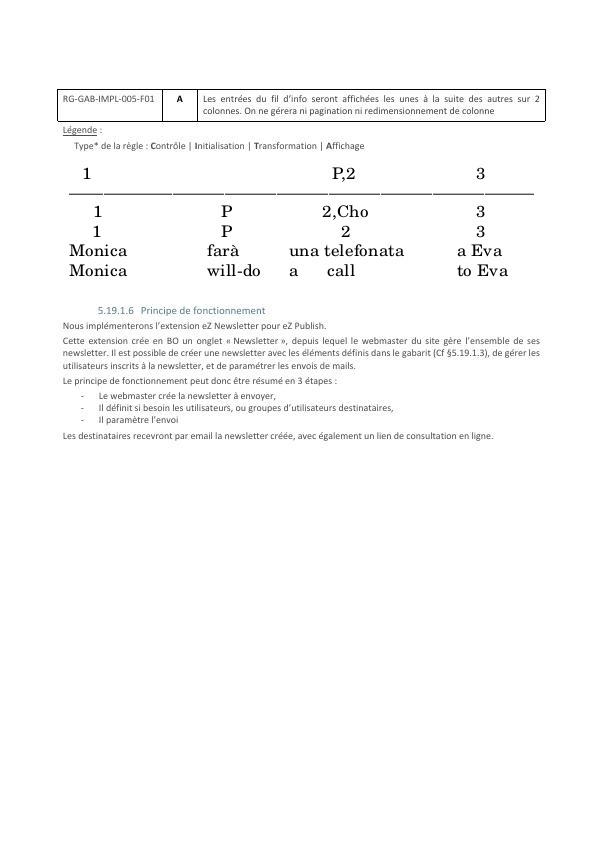 RG-GAB-IMPL-005-F01 A Les entrées du fil d’info seront affichées les unes à la suite des autres sur 2
colonnes. On ne gérera ni pagination ni redimensionnement de colonne
Légende :
Type* de la règle : Contrôle | Initialisation | Transformation | Affichage
1 P,2 3
1 P 2,Cho 3
1 P 2 3
Monica farà una telefonata a Eva
Monica will-do a call to Eva
5.19.1.6 Principe de fonctionnement
Nous implémenterons l’extension eZ Newsletter pour eZ Publish.
Cette extension crée en BO un onglet « Newsletter », depuis lequel le webmaster du site gère l’ensemble de ses
newsletter. Il est possible de créer une newsletter avec les éléments définis dans le gabarit (Cf §5.19.1.3), de gérer les
utilisateurs inscrits à la newsletter, et de paramétrer les envois de mails.
Le principe de fonctionnement peut donc être résumé en 3 étapes :
- Le webmaster crée la newsletter à envoyer,
- Il définit si besoin les utilisateurs, ou groupes d’utilisateurs destinataires,
- Il paramètre l’envoi
Les destinataires recevront par email la newsletter créée, avec également un lien de consultation en ligne.